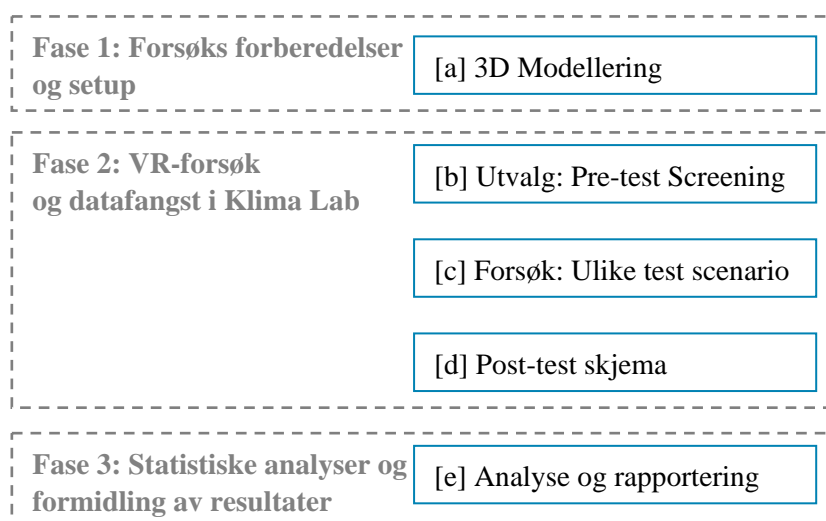 Fase 1: Forsøks forberedelser
og setup
[a] 3D Modellering
Fase 2: VR-forsøk
og datafangst i Klima Lab
[b] Utvalg: Pre-test Screening
[c] Forsøk: Ulike test scenario
[d] Post-test skjema
Fase 3: Statistiske analyser og
formidling av resultater
[e] Analyse og rapportering